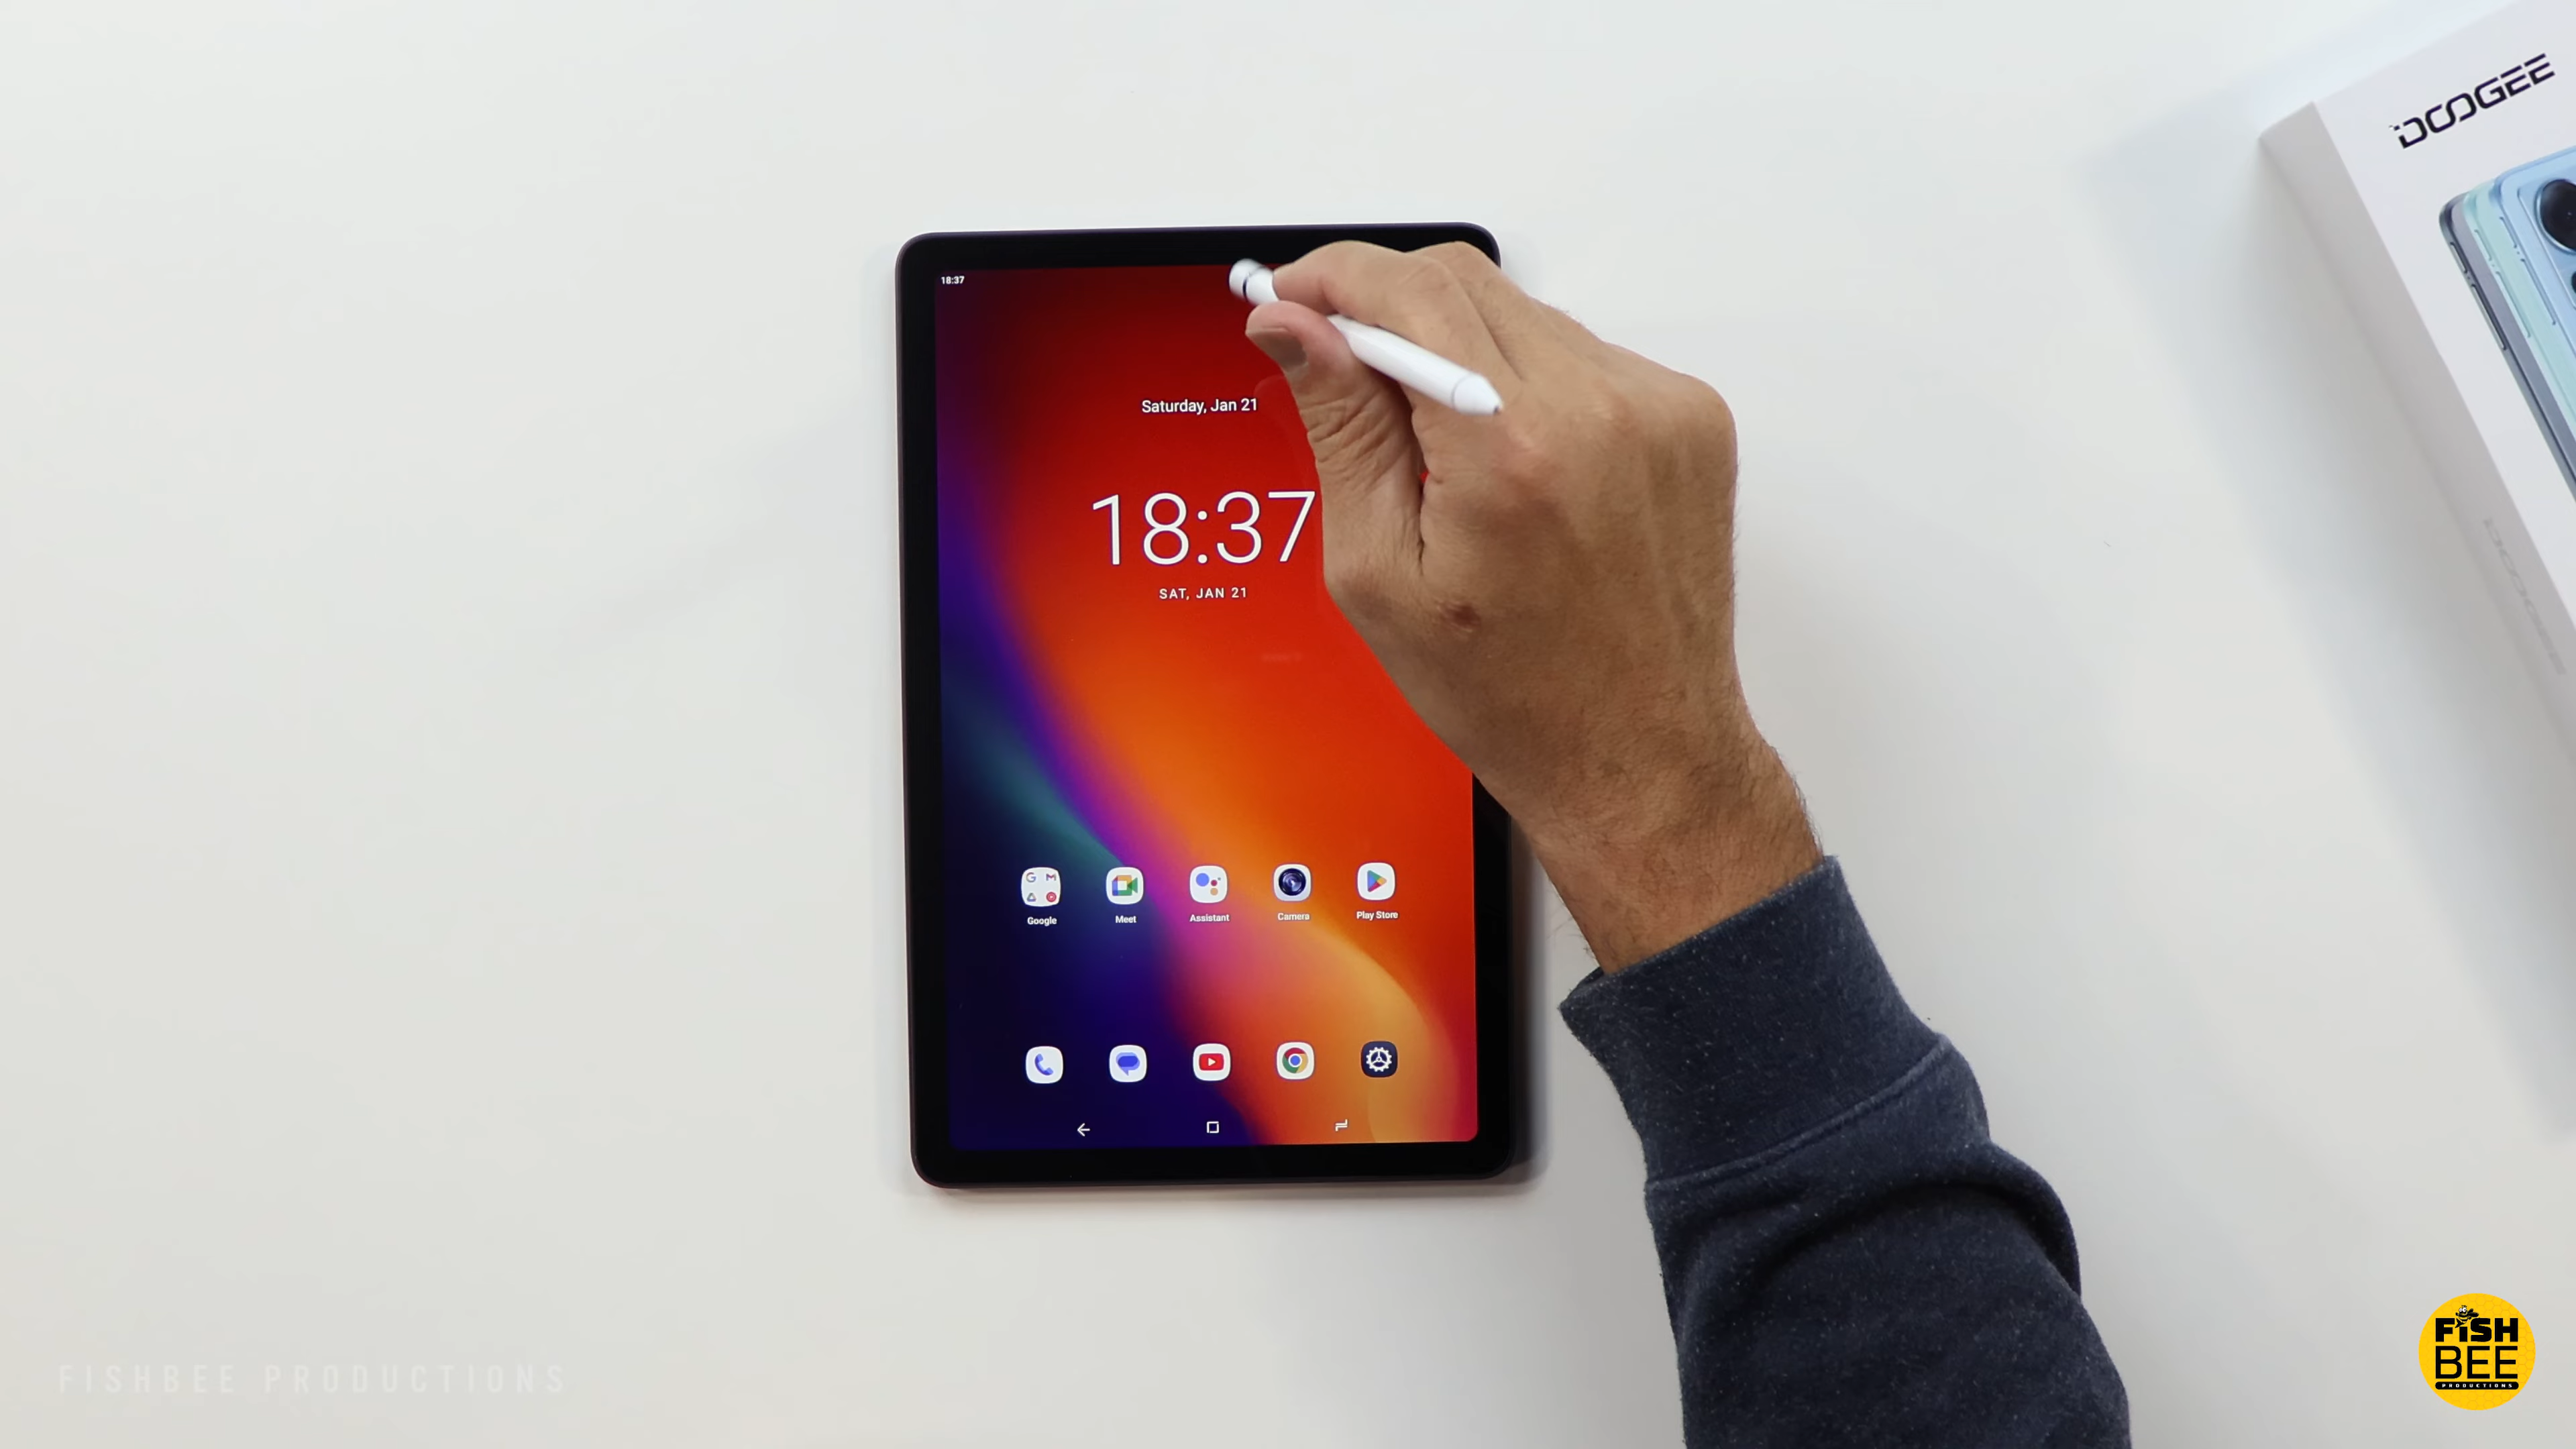 DOOGEE
18:37
Saturday, Jan 21
18:37
SAT, JAN 21
Google
Meet
Assistant
Camera
Play Store
FISHBEE PRODUCTIONS
FISH
BEE
PRODUCTIONS